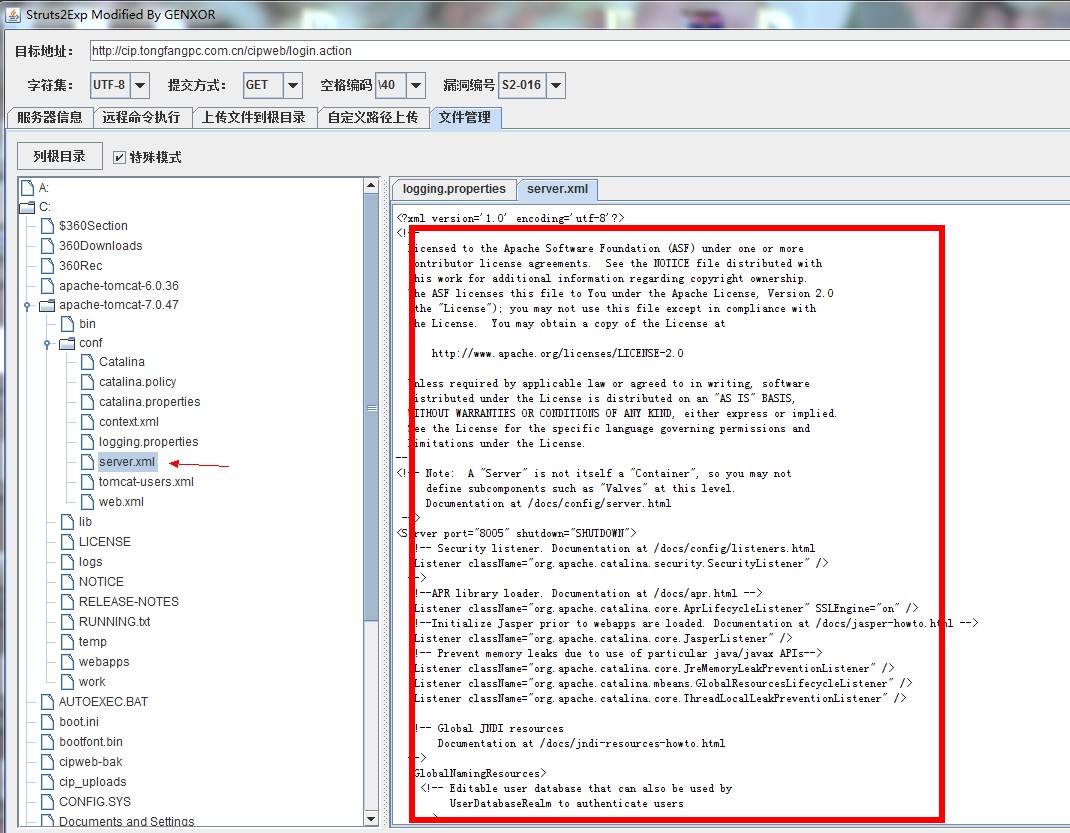 Struts2Exp Modified By GENXOR
目标地址： http://cip.tongfangpc.com.cn/cipweb/login.action
字符集： UTF-8 提交方式： GET 空格编码 \40 漏洞编号 S2-016
服务器信息 远程命令执行 上传文件到根目录 自定义路径上传 文件管理
列根目录 特殊模式
A:
C:
$360Section
360Downloads
360Rec
apache-tomcat-6.0.36
apache-tomcat-7.0.47
bin
conf
Catalina
catalina.policy
catalina.properties
context.xml
logging.properties
server.xml
tomcat-users.xml
web.xml
lib
LICENSE
logs
NOTICE
RELEASE-NOTES
RUNNING.txt
temp
webapps
work
AUTOEXEC.BAT
boot.ini
bootfont.bin
cipweb-bak
cip_uploads
CONFIG.SYS
Documents and Settings
logging.properties server.xml
<?xml version='1.0' encoding='utf-8'?>
<!--
icensed to the Apache Software Foundation (ASF) under one or more
ontributor license agreements.  See the NOTICE file distributed with
his work for additional information regarding copyright ownership.
he ASF licenses this file to You under the Apache License, Version 2.0
the "License"); you may not use this file except in compliance with
he License.  You may obtain a copy of the License at
http://www.apache.org/licenses/LICENSE-2.0
nless required by applicable law or agreed to in writing, software
istributed under the License is distributed on an "AS IS" BASIS,
WITHOUT WARRANTIES OR CONDITIONS OF ANY KIND, either express or implied.
ee the License for the specific language governing permissions and
imitations under the License.
--
<!-- Note:  A "Server" is not itself a "Container", so you may not
define subcomponents such as "Valves" at this level.
Documentation at /docs/config/server.html
-->
<Server port="8005" shutdown="SHUTDOWN">
!-- Security listener. Documentation at /docs/config/listeners.html
Listener className="org.apache.catalina.security.SecurityListener" />
-->
!--APR library loader. Documentation at /docs/apr.html -->
Listener className="org.apache.catalina.core.AprLifecycleListener" SSLEngine="on" />
!--Initialize Jasper prior to webapps are loaded. Documentation at /docs/jasper-howto.html -->
Listener className="org.apache.catalina.core.JasperListener" />
!-- Prevent memory leaks due to use of particular java/javax APIs-->
Listener className="org.apache.catalina.core.JreMemoryLeakPreventionListener" />
Listener className="org.apache.catalina.mbeans.GlobalResourcesLifecycleListener" />
Listener className="org.apache.catalina.core.ThreadLocalLeakPreventionListener" />
!-- Global JNDI resources
Documentation at /docs/jndi-resources-howto.html
-->
GlobalNamingResources>
<!-- Editable user database that can also be used by
UserDatabaseRealm to authenticate users